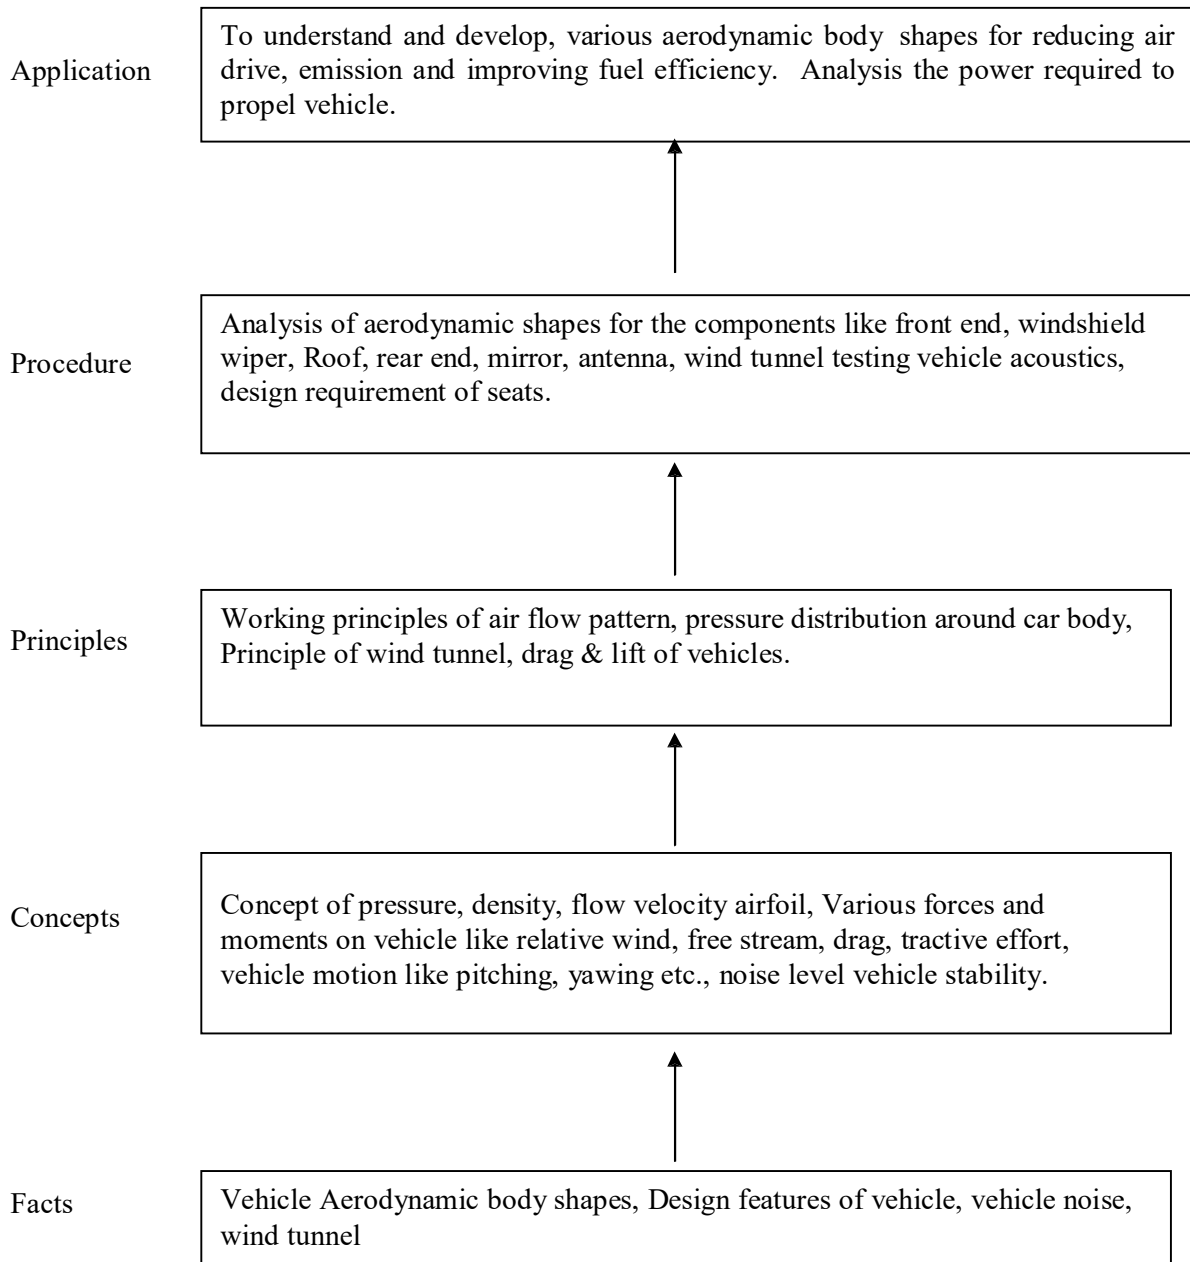 Application
To understand and develop, various aerodynamic body shapes for reducing air
drive, emission and improving fuel efficiency. Analysis the power required to
propel vehicle.
Procedure
Analysis of aerodynamic shapes for the components like front end, windshield
wiper, Roof, rear end, mirror, antenna, wind tunnel testing vehicle acoustics,
design requirement of seats.
Principles
Working principles of air flow pattern, pressure distribution around car body,
Principle of wind tunnel, drag & lift of vehicles.
Concepts
Concept of pressure, density, flow velocity airfoil, Various forces and
moments on vehicle like relative wind, free stream, drag, tractive effort,
vehicle motion like pitching, yawing etc., noise level vehicle stability.
Facts
Vehicle Aerodynamic body shapes, Design features of vehicle, vehicle noise,
wind tunnel